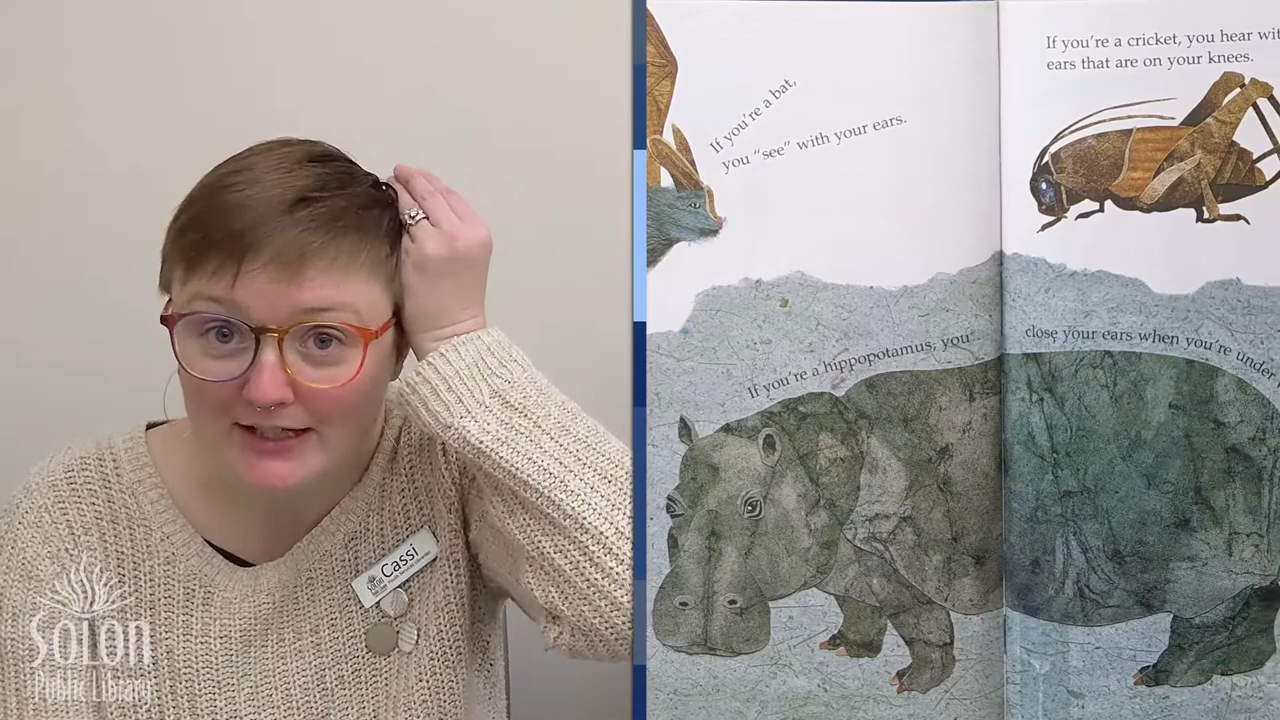 If you're a bat,
you "see" with your ears.
If you're a cricket, you hear wit
ears that are on your knees.
If you're a hippopotamus, you
close your ears when you're under
Cassi
SOLON
Public Library